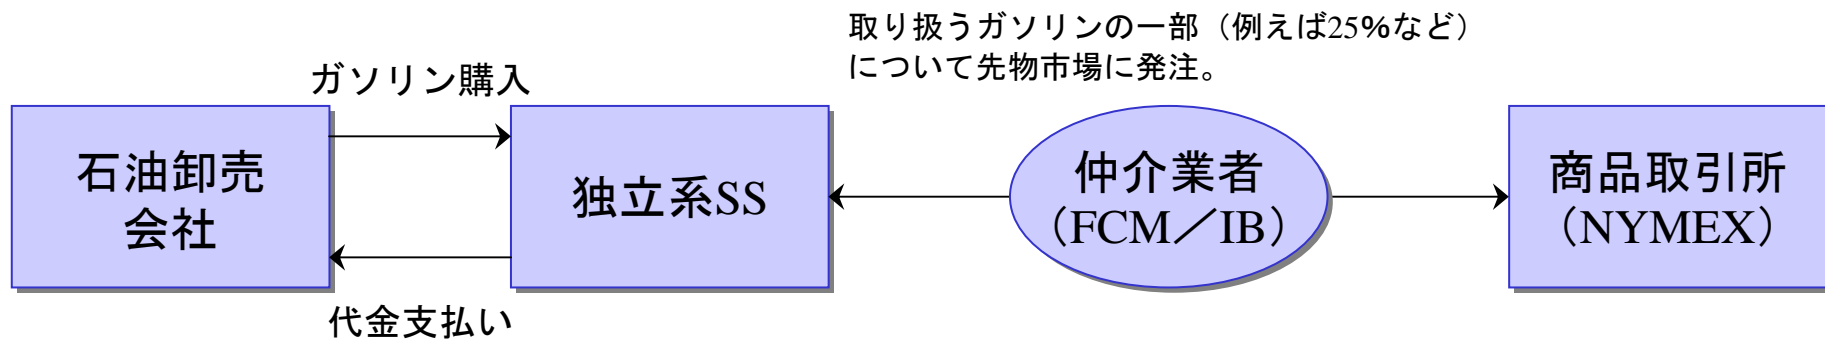 取り扱うガソリンの一部（例えば25%など）
について先物市場に発注。
ガソリン購入
石油卸売
会社
独立系SS
仲介業者
（FCM／IB）
商品取引所
（NYMEX）
代金支払い